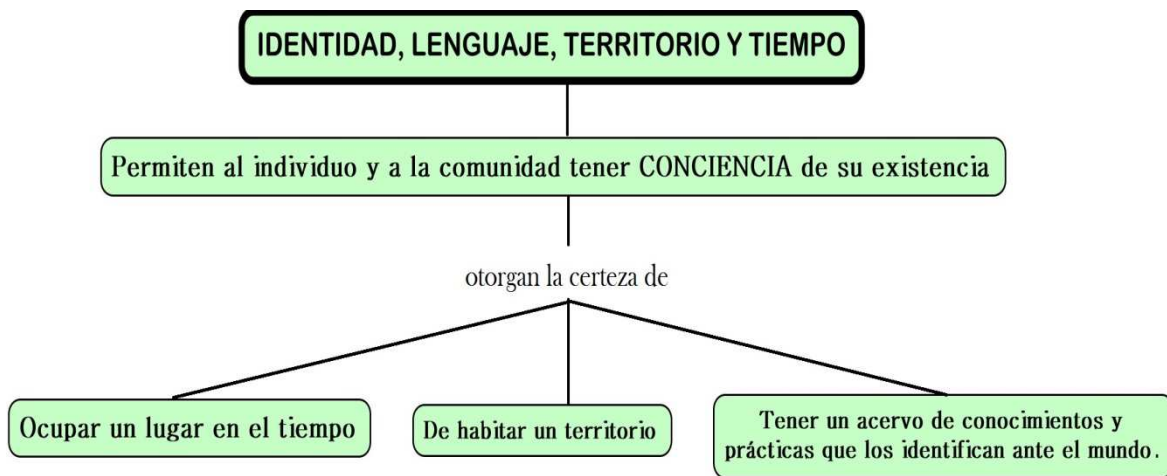 IDENTIDAD, LENGUAJE, TERRITORIO Y TIEMPO
Permiten al individuo y a la comunidad tener CONCIENCIA de su existencia
otorgan la certeza de
Ocupar un lugar en el tiempo
De habitar un territorio
Tener un acervo de conocimientos y
prácticas que los identifican ante el mundo.